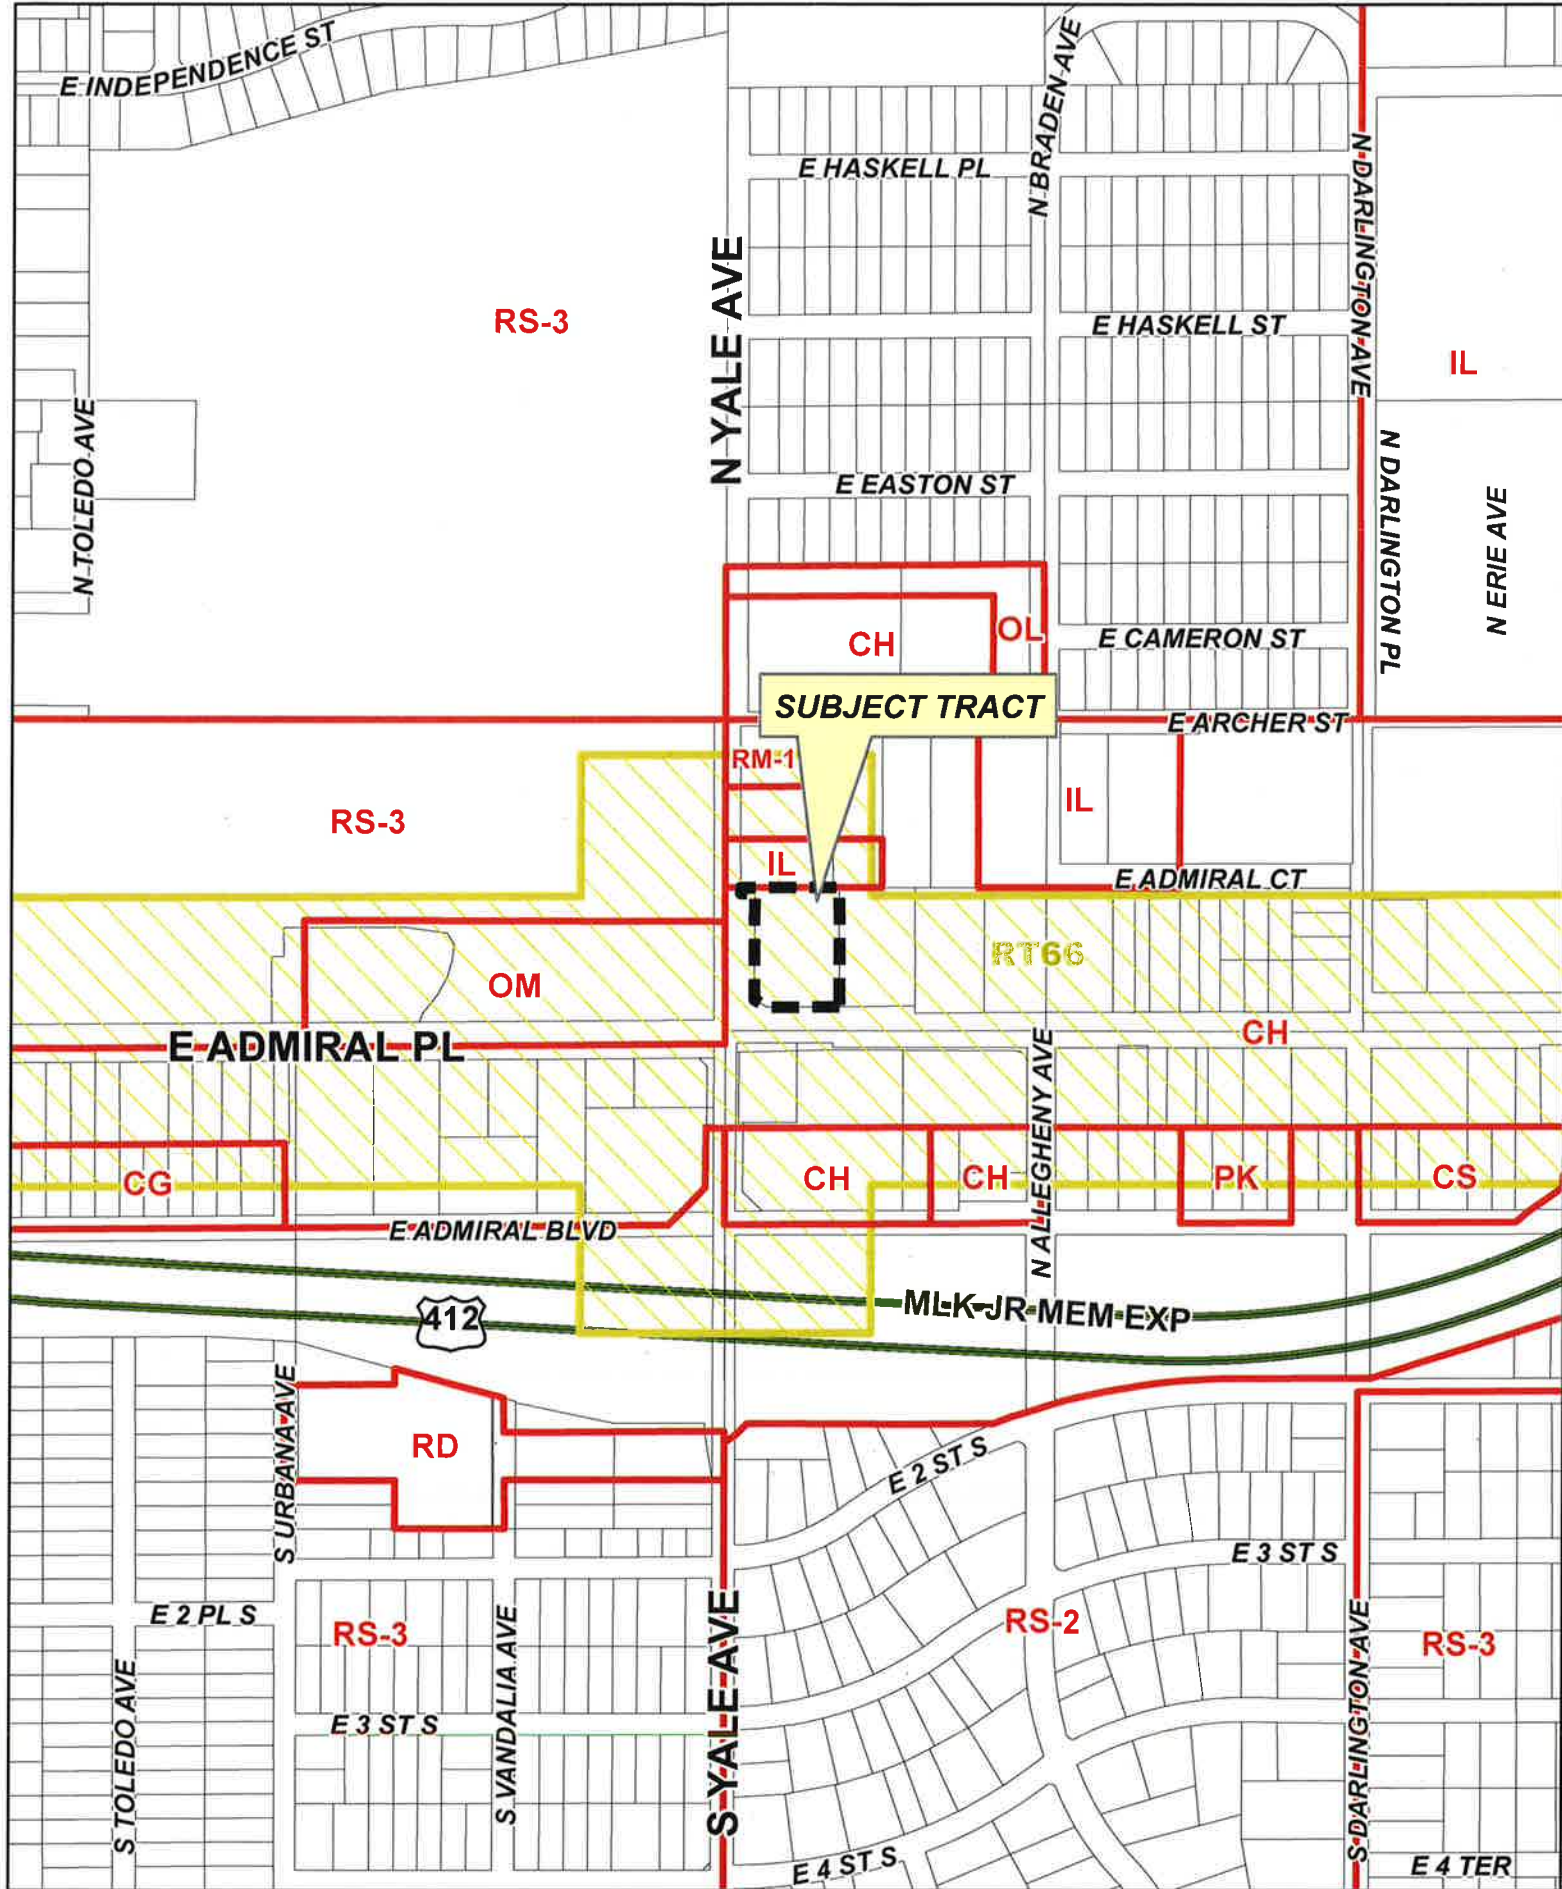 E INDEPENDENCE ST
N BRADEN AVE
E HASKELL PL
N DARLINGTON AVE
N YALE AVE
RS-3
E HASKELL ST
IL
N TOLEDO AVE
E EASTON ST
N DARLINGTON PL
N ERIE AVE
CH
OL
E CAMERON ST
SUBJECT TRACT
E ARCHER ST
RM-1
RS-3
IL
IL
E ADMIRAL CT
RT66
OM
E ADMIRAL PL
CH
N ALLEGHENY AVE
CG
CH
CH
PK
CS
E ADMIRAL BLVD
MLK JR MEM EXP
412
S URBANA AVE
RD
E 2 ST S
E 3 ST S
E 2 PL S
RS-3
S VANDALIA AVE
S YALE AVE
RS-2
S DARLINGTON AVE
RS-3
S TOLEDO AVE
E 3 ST S
E 4 ST S
E 4 TER